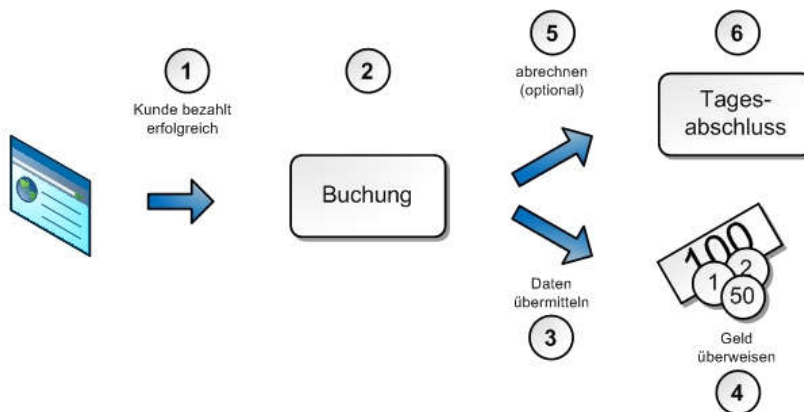 1
Kunde bezahlt
erfolgreich
2
Buchung
5
abrechnen
(optional)
6
Tages-
abschluss
Daten
übermitteln
3
100
1
2
50
Geld
überweisen
4